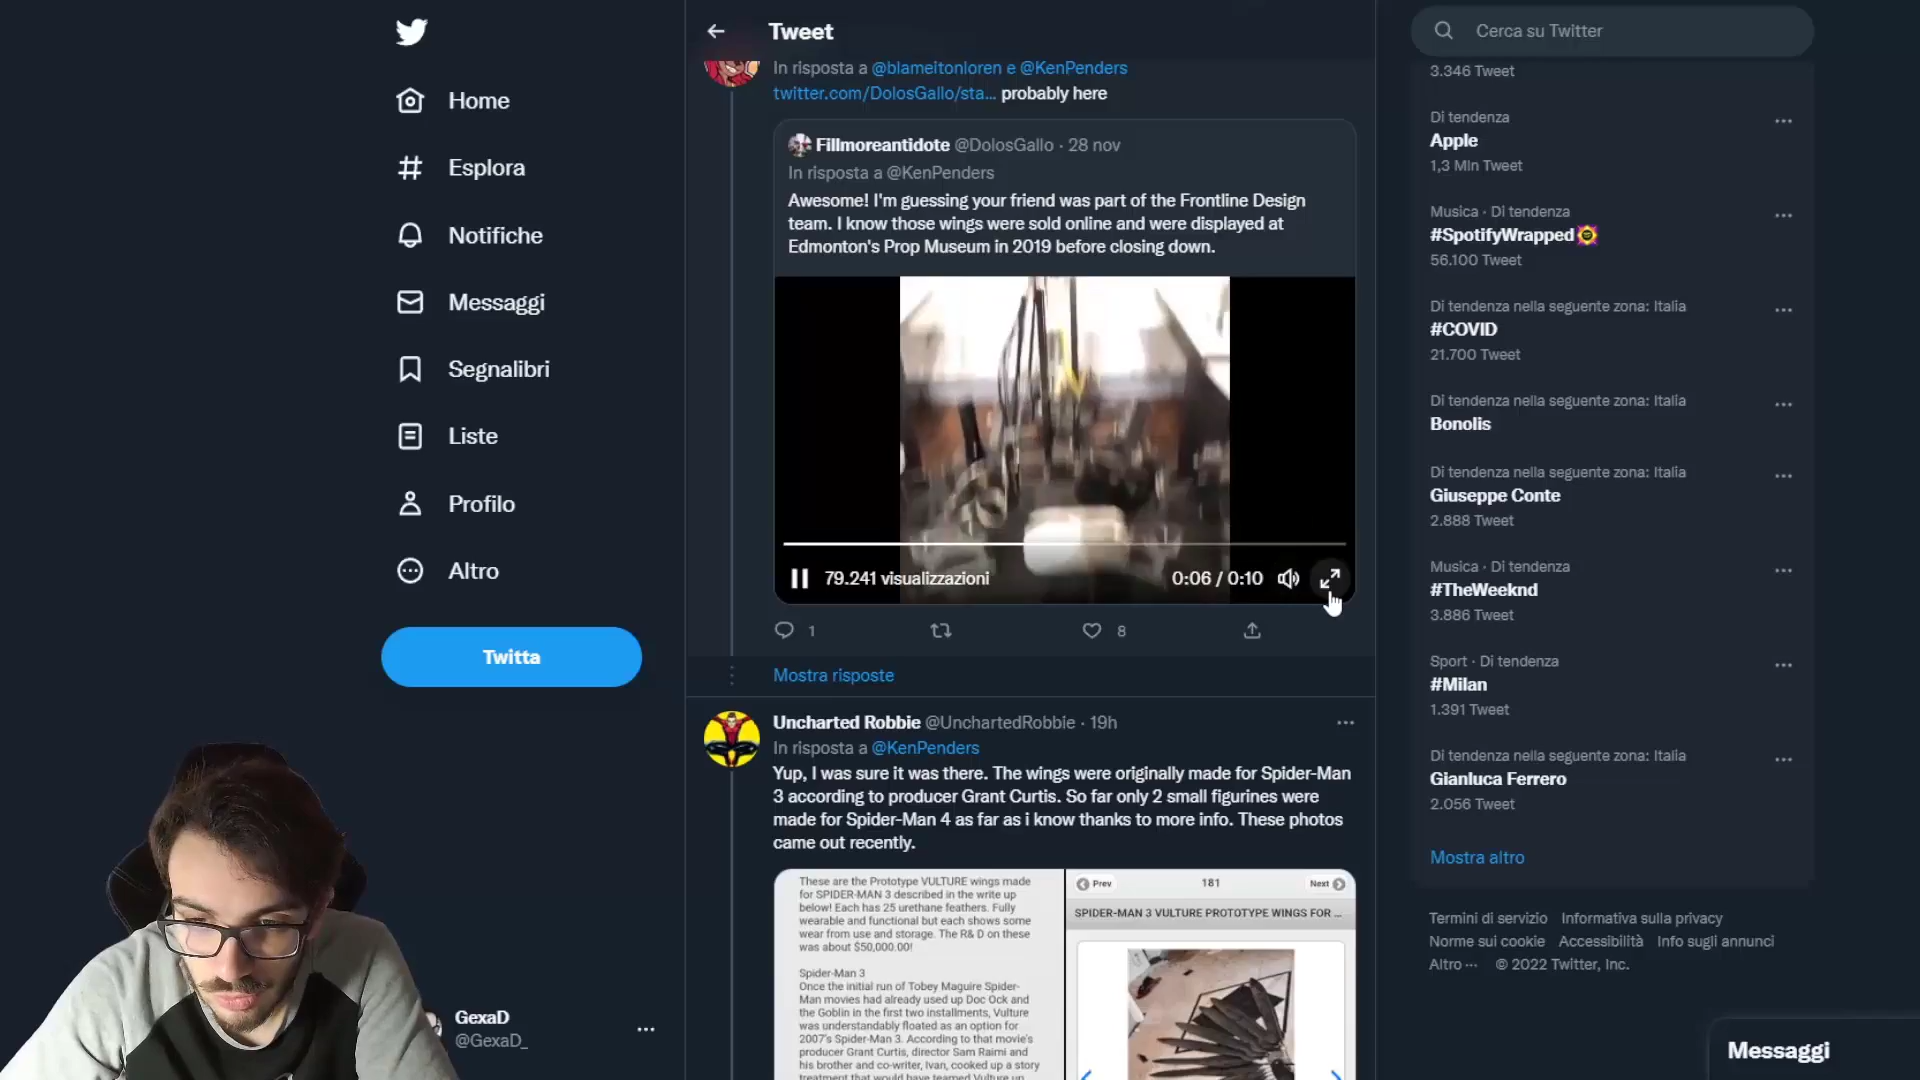 Home
Esplora
Notifiche
Messaggi
Segnalibri
Liste
Profilo
Altro
Twitta
GexaD
@GexaD_
Tweet
In risposta a @blameitonloren e @KenPenders
twitter.com/DolosGallo/sta... probably here
Fillmoreantidote @DolosGallo · 28 nov
In risposta a @KenPenders
Awesome! I'm guessing your friend was part of the Frontline Design
team. I know those wings were sold online and were displayed at
Edmonton's Prop Museum in 2019 before closing down.
79.241 visualizzazioni
0:06 / 0:10
1
8
Mostra risposte
Uncharted Robbie @UnchartedRobbie · 19h
In risposta a @KenPenders
Yup, I was sure it was there. The wings were originally made for Spider-Man
3 according to producer Grant Curtis. So far only 2 small figurines were
made for Spider-Man 4 as far as i know thanks to more info. These photos
came out recently.
These are the Prototype VULTURE wings made
for SPIDER-MAN 3 described in the write up
below! Each has 25 urethane feathers. Fully
wearable and functional but each shows some
wear from use and storage. The R& D on these
was about $50,000.00!
Spider-Man 3
Once the initial run of Tobey Maguire Spider-
Man movies had already used up Doc Ock and
the Goblin in the first two installments, Vulture
was understandably floated as an option for
2007's Spider-Man 3. According to that movie's
producer Grant Curtis, director Sam Raimi and
his brother and co-writer, Ivan, cooked up a story
treatment that would have teamed Vulture up
Prev
181
Next
SPIDER-MAN 3 VULTURE PROTOTYPE WINGS FOR ...
Cerca su Twitter
3.346 Tweet
Di tendenza
Apple
1,3 Mln Tweet
Musica · Di tendenza
#SpotifyWrapped
56.100 Tweet
Di tendenza nella seguente zona: Italia
#COVID
21.700 Tweet
Di tendenza nella seguente zona: Italia
Bonolis
Di tendenza nella seguente zona: Italia
Giuseppe Conte
2.888 Tweet
Musica · Di tendenza
#TheWeeknd
3.886 Tweet
Sport · Di tendenza
#Milan
1.391 Tweet
Di tendenza nella seguente zona: Italia
Gianluca Ferrero
2.056 Tweet
Mostra altro
Termini di servizio Informativa sulla privacy
Norme sui cookie Accessibilità Info sugli annunci
Altro ··· © 2022 Twitter, Inc.
Messaggi